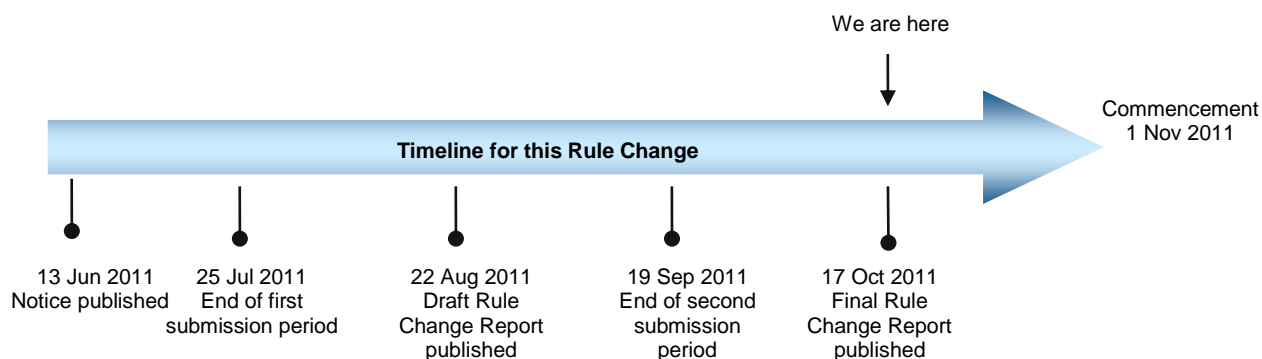 We are here
Commencement
1 Nov 2011
Timeline for this Rule Change
13 Jun 2011
Notice published
25 Jul 2011
End of first
submission period
22 Aug 2011
Draft Rule
Change Report
published
19 Sep 2011
End of second
submission
period
17 Oct 2011
Final Rule
Change Report
published